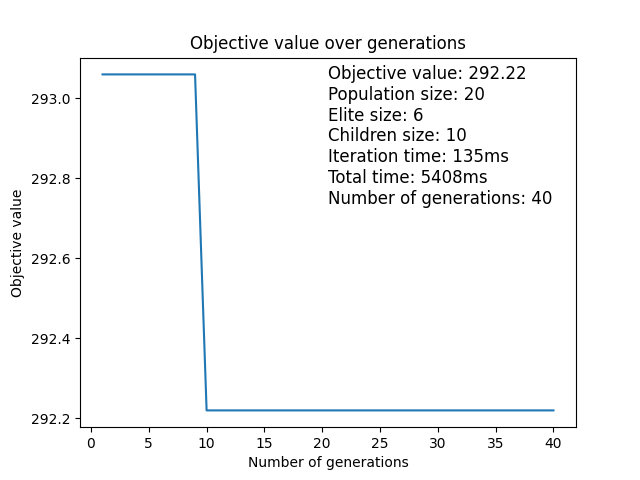 Objective value over generations
Objective value: 292.22
Population size: 20
Elite size: 6
Children size: 10
Iteration time: 135ms
Total time: 5408ms
Number of generations: 40
Objective value
293.0
292.8
292.6
292.4
292.2
0 5 10 15 20 25 30 35 40
Number of generations